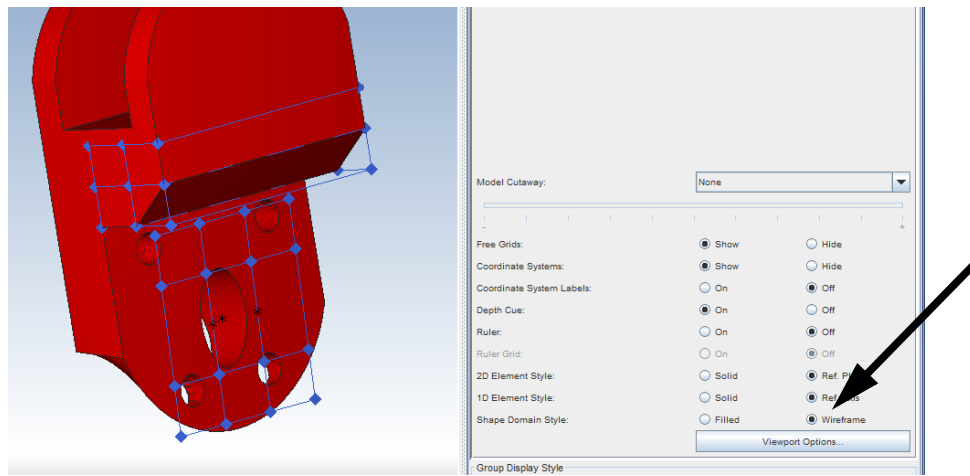 Model Cutaway: None
- +
Free Grids: Show Hide
Coordinate Systems: Show Hide
Coordinate System Labels: On Off
Depth Cue: On Off
Ruler: On Off
Ruler Grid: On Off
2D Element Style: Solid Ref.
1D Element Style: Solid Ref.
Shape Domain Style: Filled Wireframe
Viewport Options...
Group Display Style